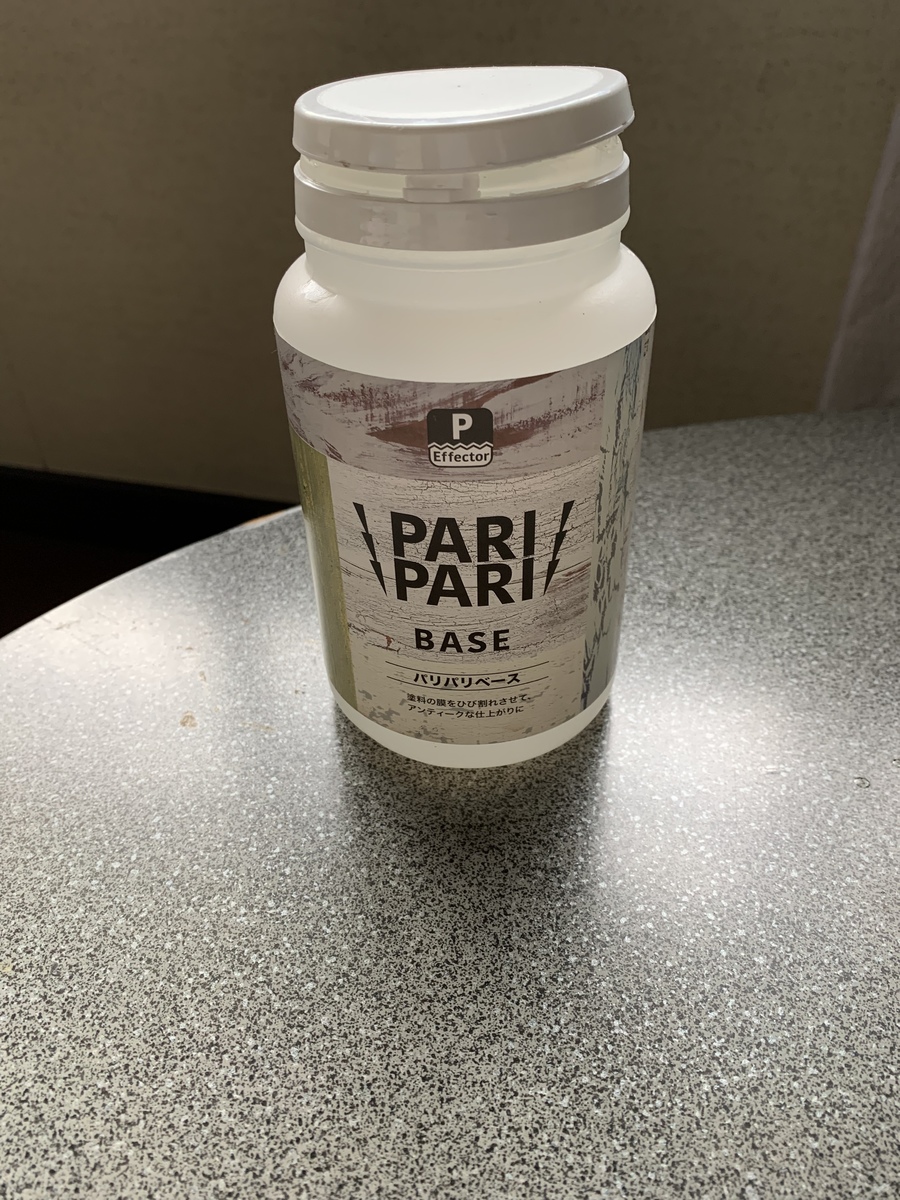 P
Effector
PARI
PARI
BASE
パリパリベース
塗料の膜をひび割れさせて、
アンティークな仕上がりに